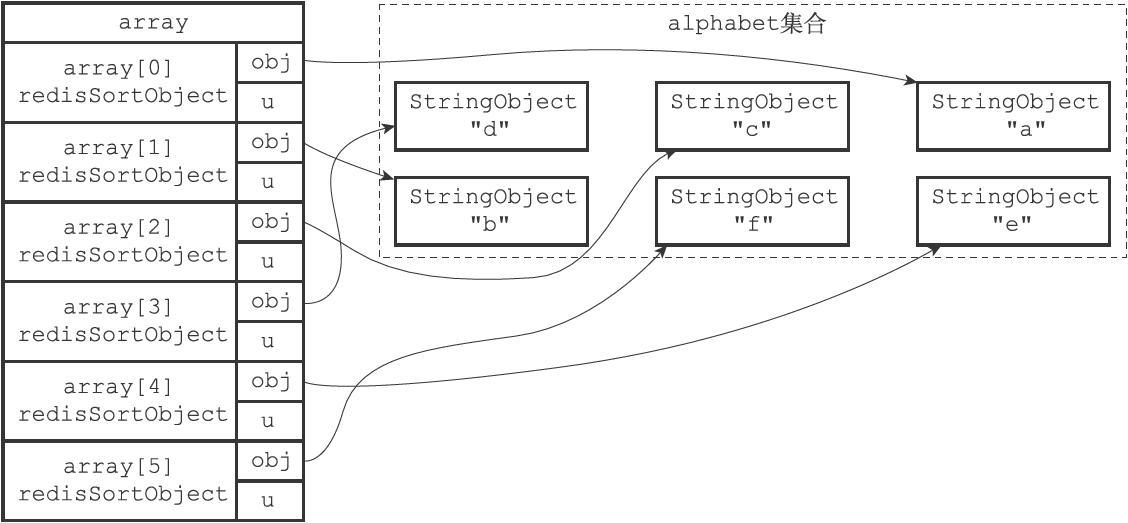 array
array[0]
redisSortObject
obj
u
array[1]
redisSortObject
obj
u
array[2]
redisSortObject
obj
u
array[3]
redisSortObject
obj
u
array[4]
redisSortObject
obj
u
array[5]
redisSortObject
obj
u
alphabet集合
StringObject
"d"
StringObject
"c"
StringObject
"a"
StringObject
"b"
StringObject
"f"
StringObject
"e"